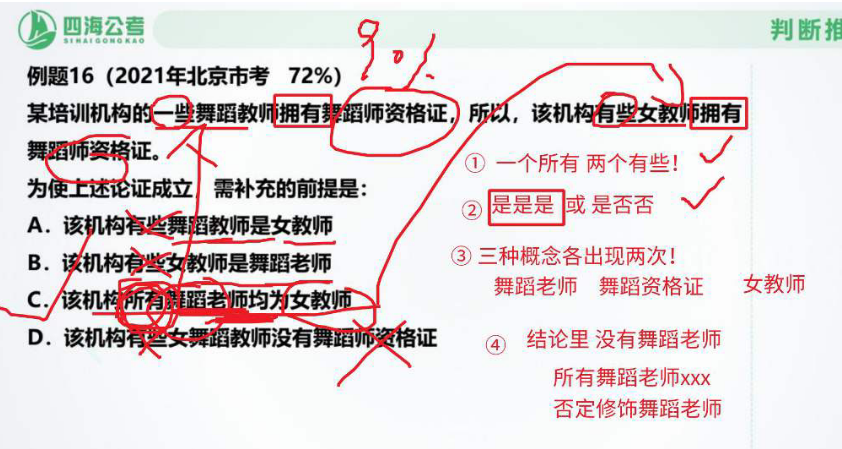 四海公考
SIHAIGONGKAO
判断推
例题16（2021年北京市考 72%）
90%
某培训机构的一些舞蹈教师拥有舞蹈师资格证，所以，该机构有些女教师拥有
舞蹈师资格证。
为使上述论证成立，需补充的前提是：
A．该机构有些舞蹈教师是女教师
B．该机构有些女教师是舞蹈教师
C．该机构所有舞蹈老师均为女教师
D．该机构有些女舞蹈教师没有舞蹈师资格证
① 一个所有 两个有些！
② 是是是 或 是否否
③ 三种概念各出现两次！
舞蹈老师 舞蹈资格证 女教师
④ 结论里 没有舞蹈老师
所有舞蹈老师xxx
否定修饰舞蹈老师